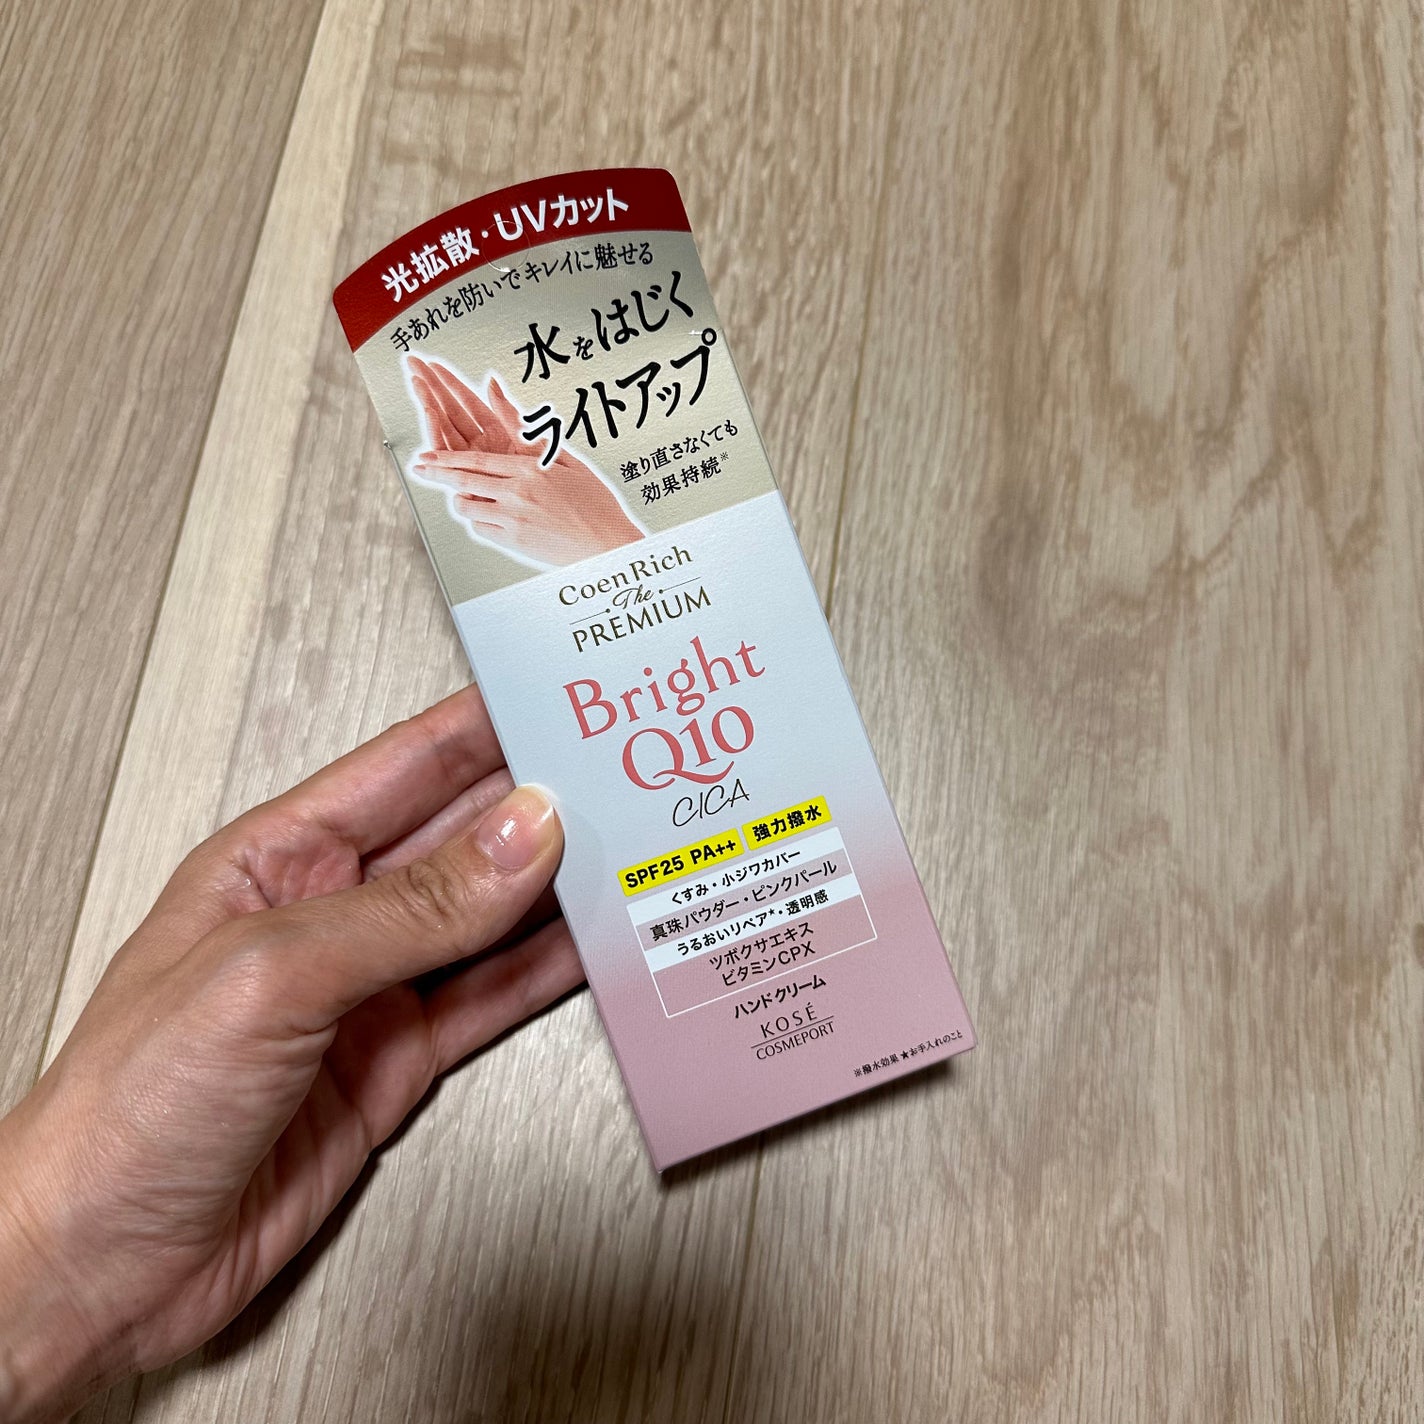 光拡散・UVカット
手あれを防いでキレイに魅せる
水をはじく
ライトアップ
塗り直さなくても
効果持続※
CoenRich
The
PREMIUM
Bright
Q10
CICA
SPF25 PA++ 強力撥水
くすみ・小ジワカバー
真珠パウダー・ピンクパール
うるおいリペア★・透明感
ツボクサエキス
ビタミンCPX
ハンドクリーム
KOSÉ
COSMEPORT
※撥水効果 ★お手入れのこと